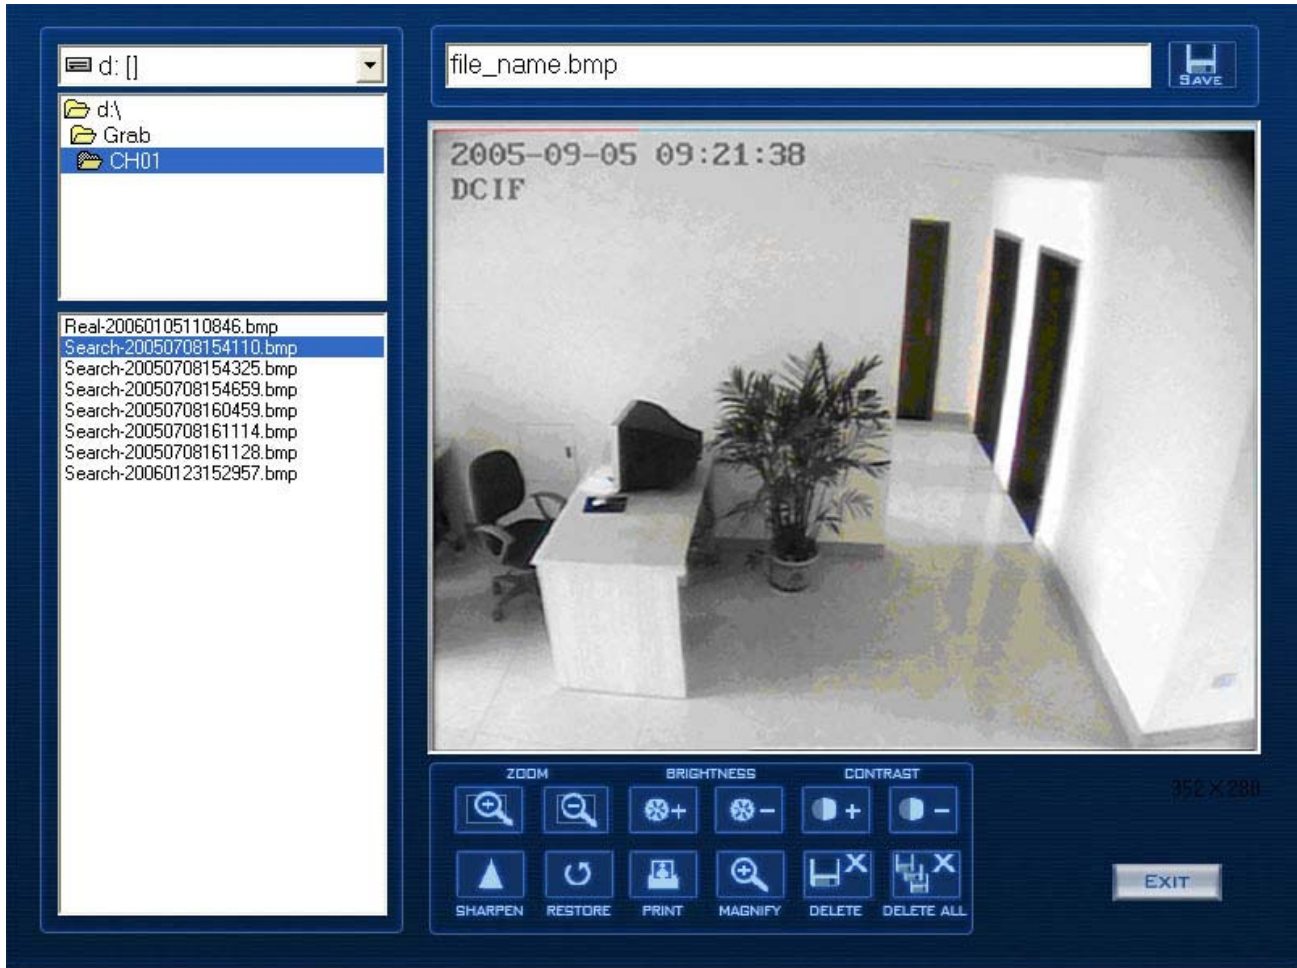 d: []
d:\
Grab
CH01
Real-20060105110846.bmp
Search-20050708154110.bmp
Search-20050708154325.bmp
Search-20050708154659.bmp
Search-20050708160459.bmp
Search-20050708161114.bmp
Search-20050708161128.bmp
Search-20060123152957.bmp
file_name.bmp
SAVE
2005-09-05 09:21:38
DCIF
ZOOM BRIGHTNESS CONTRAST
352×288
SHARPEN RESTORE PRINT MAGNIFY DELETE DELETE ALL
EXIT